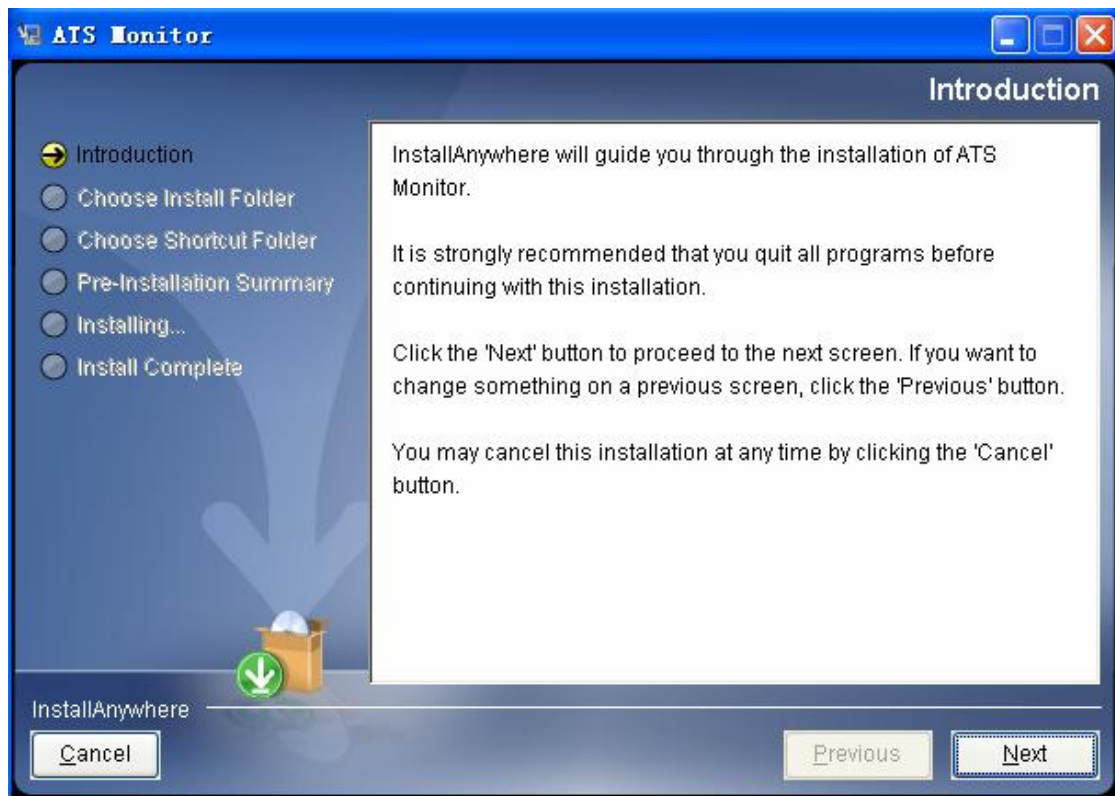 ATS Monitor
Introduction
Introduction
Choose Install Folder
Choose Shortcut Folder
Pre-Installation Summary
Installing...
Install Complete
InstallAnywhere will guide you through the installation of ATS
Monitor.
It is strongly recommended that you quit all programs before
continuing with this installation.
Click the 'Next' button to proceed to the next screen. If you want to
change something on a previous screen, click the 'Previous' button.
You may cancel this installation at any time by clicking the 'Cancel'
button.
InstallAnywhere
Cancel
Previous
Next